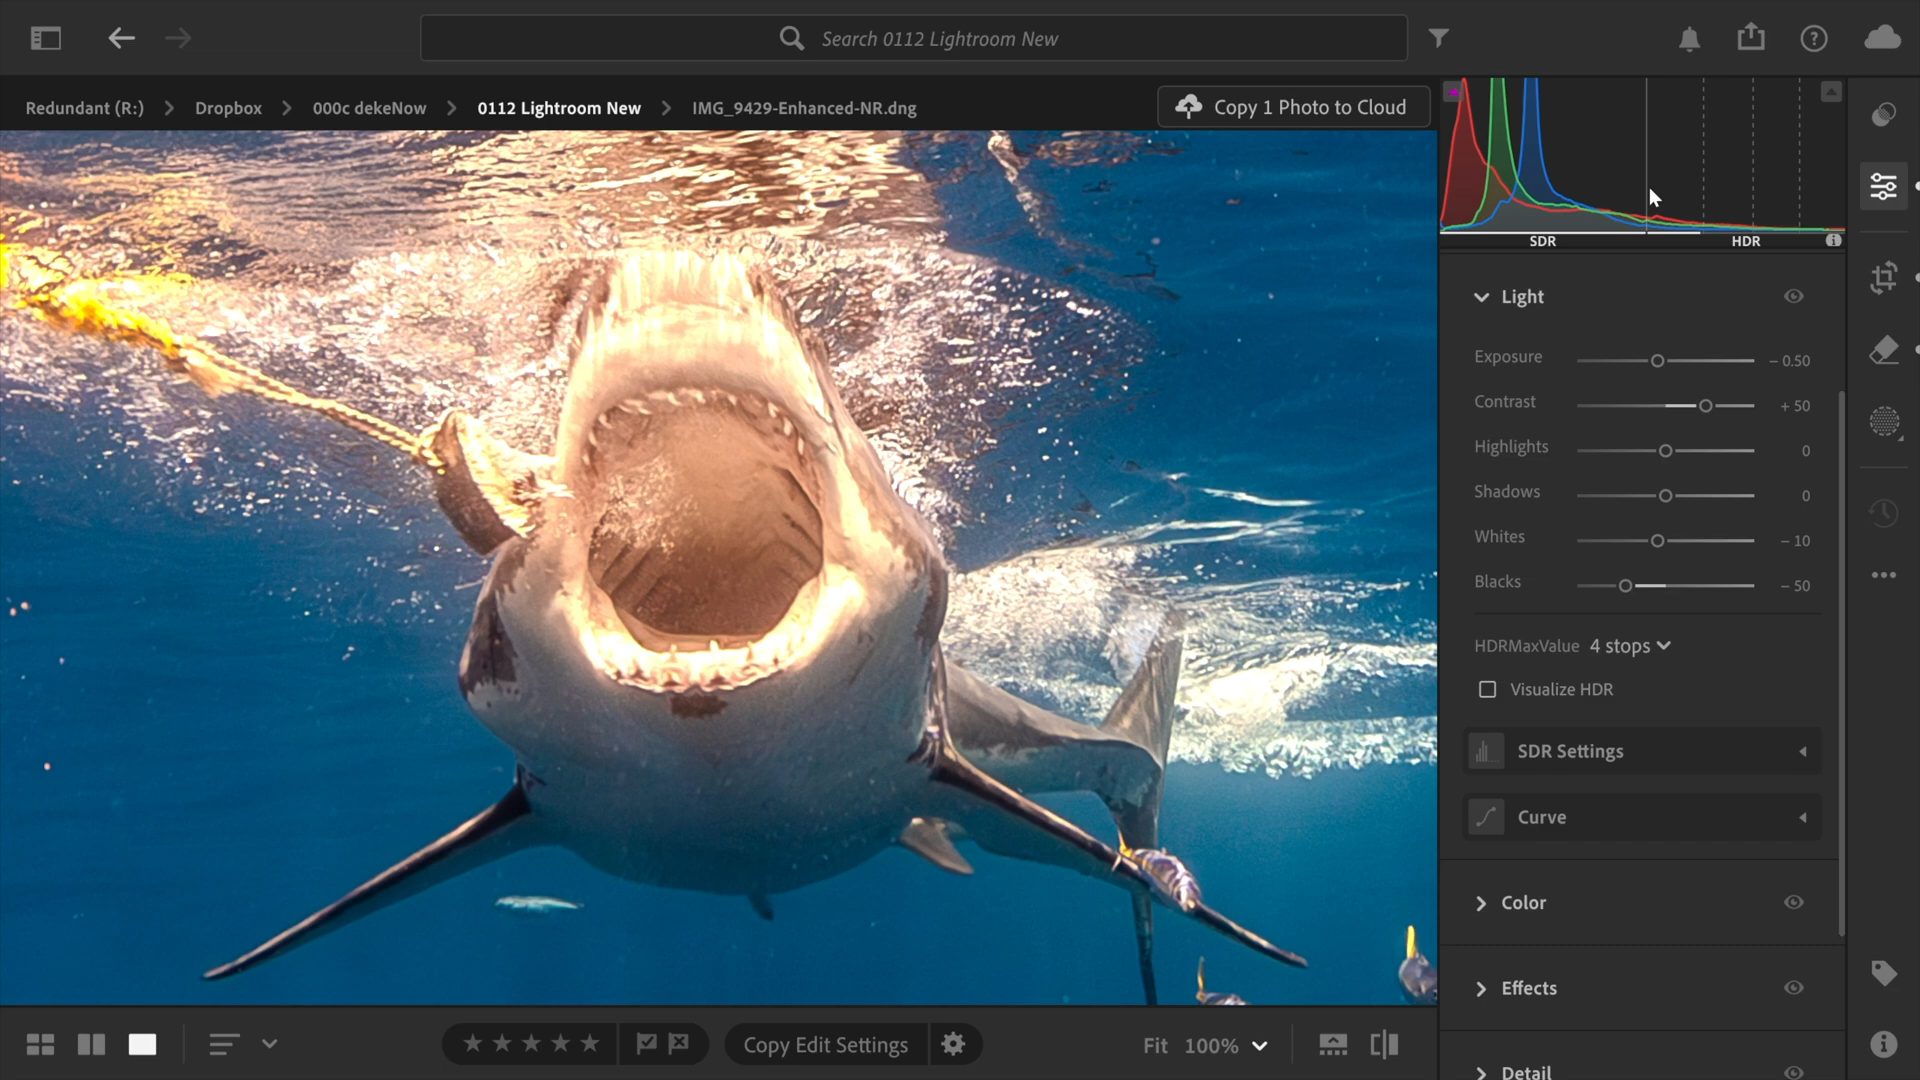 Search 0112 Lightroom New
Redundant (R:) Dropbox 000c dekeNow 0112 Lightroom New IMG_9429-Enhanced-NR.dng
Copy 1 Photo to Cloud
SDR HDR
Light
Exposure − 0.50
Contrast + 50
Highlights 0
Shadows 0
Whites − 10
Blacks − 50
HDRMaxValue 4 stops
Visualize HDR
SDR Settings
Curve
Color
Effects
Detail
Copy Edit Settings
Fit 100%